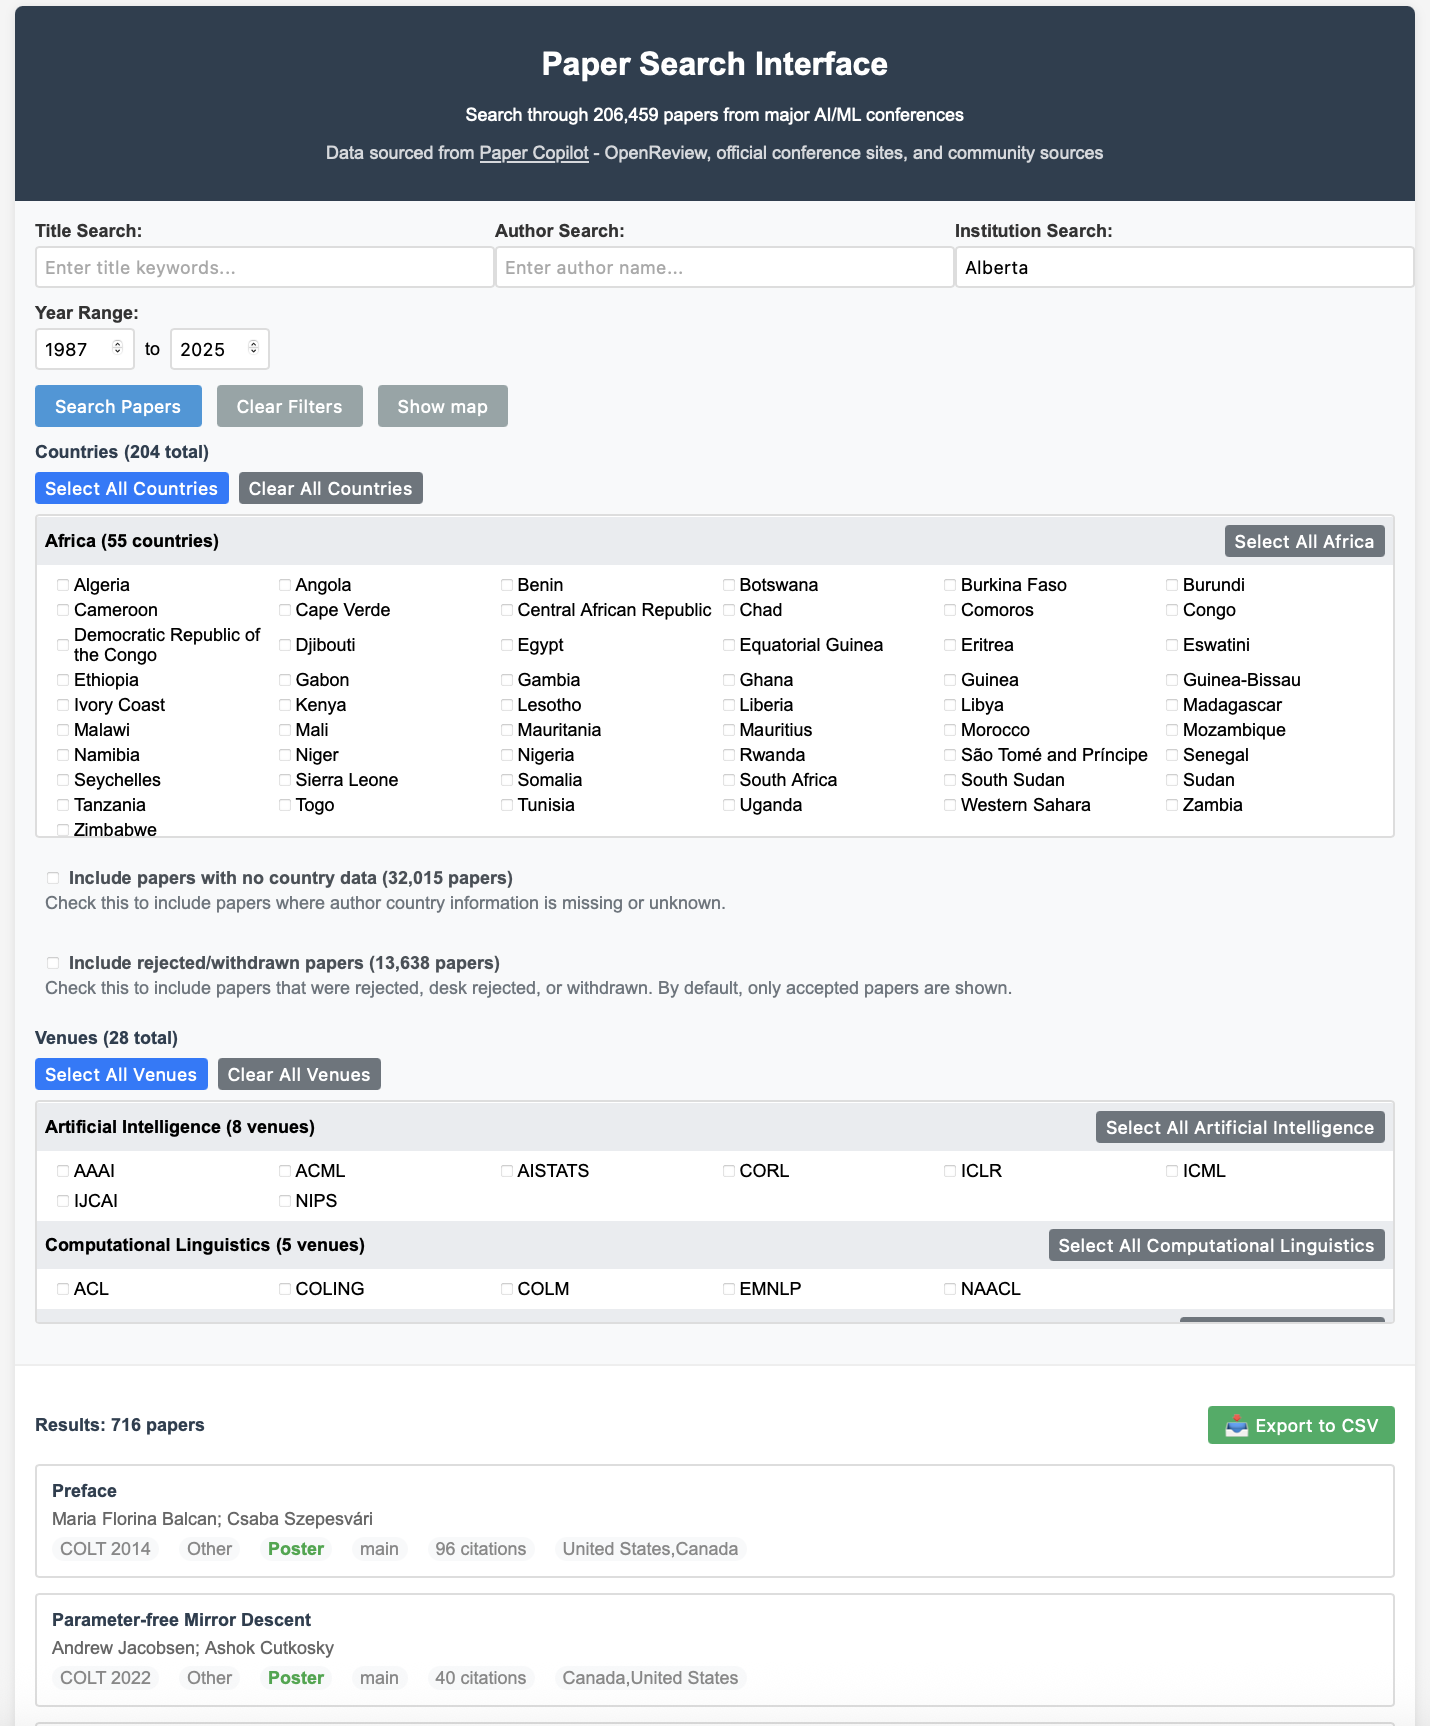 Paper Search Interface
Search through 206,459 papers from major AI/ML conferences
Data sourced from Paper Copilot - OpenReview, official conference sites, and community sources
Title Search: Author Search: Institution Search:
Enter title keywords... Enter author name... Alberta
Year Range:
1987 to 2025
Search Papers Clear Filters Show map
Countries (204 total)
Select All Countries Clear All Countries
Africa (55 countries) Select All Africa
Algeria Angola Benin Botswana Burkina Faso Burundi
Cameroon Cape Verde Central African Republic Chad Comoros Congo
Democratic Republic of the Congo Djibouti Egypt Equatorial Guinea Eritrea Eswatini
Ethiopia Gabon Gambia Ghana Guinea Guinea-Bissau
Ivory Coast Kenya Lesotho Liberia Libya Madagascar
Malawi Mali Mauritania Mauritius Morocco Mozambique
Namibia Niger Nigeria Rwanda São Tomé and Príncipe Senegal
Seychelles Sierra Leone Somalia South Africa South Sudan Sudan
Tanzania Togo Tunisia Uganda Western Sahara Zambia
Zimbabwe
Include papers with no country data (32,015 papers)
Check this to include papers where author country information is missing or unknown.
Include rejected/withdrawn papers (13,638 papers)
Check this to include papers that were rejected, desk rejected, or withdrawn. By default, only accepted papers are shown.
Venues (28 total)
Select All Venues Clear All Venues
Artificial Intelligence (8 venues) Select All Artificial Intelligence
AAAI ACML AISTATS CORL ICLR ICML
IJCAI NIPS
Computational Linguistics (5 venues) Select All Computational Linguistics
ACL COLING COLM EMNLP NAACL
Results: 716 papers 📥 Export to CSV
Preface
Maria Florina Balcan; Csaba Szepesvári
COLT 2014 Other Poster main 96 citations United States,Canada
Parameter-free Mirror Descent
Andrew Jacobsen; Ashok Cutkosky
COLT 2022 Other Poster main 40 citations Canada,United States